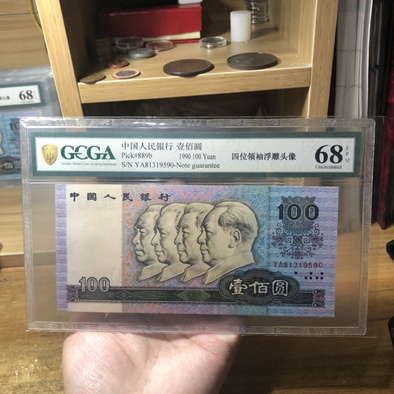 GCGA
中国人民银行 壹佰圆
Pick#889b 1990 100 Yuan
S/N YA81319590-Note guarantee
四位领袖浮雕头像
68 EPQ
Uncirculated
中国人民银行
100
YA81319590
100
壹佰圆
68